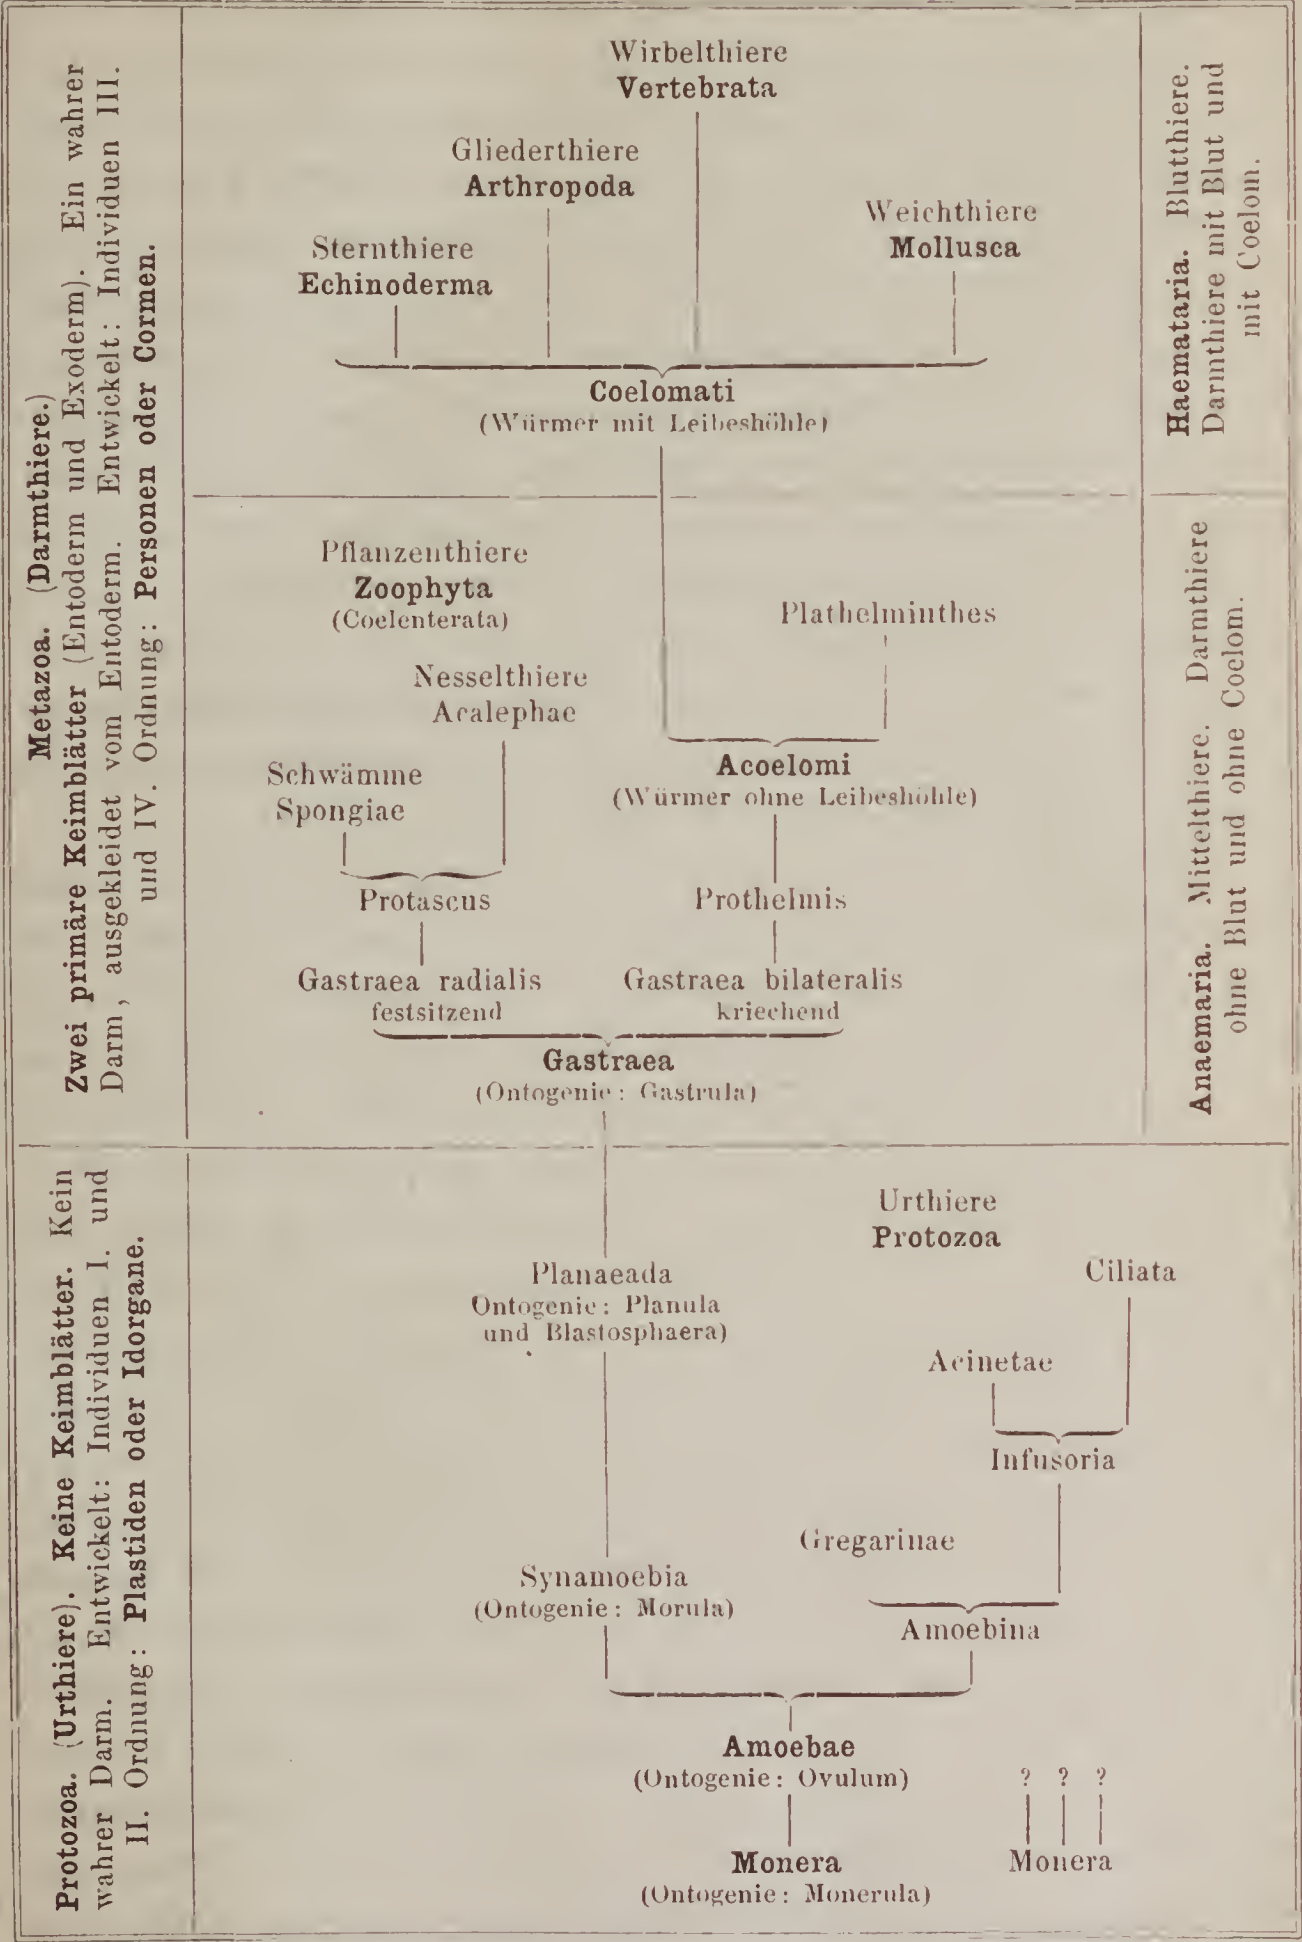 Metazoa. (Darmthiere.)
Zwei primäre Keimblätter (Entoderm und Exoderm). Ein wahrer
Darm, ausgekleidet vom Entoderm. Entwickelt: Individuen III.
und IV. Ordnung: Personen oder Cormen.
Wirbelthiere
Vertebrata
Gliederthiere
Arthropoda
Weichthiere
Mollusca
Sternthiere
Echinoderma
Coelomati
(Würmer mit Leibeshöhle)
Haemataria. Blutthiere.
Darmthiere mit Blut und
mit Coelom.
Pflanzenthiere
Zoophyta
(Coelenterata)
Plathelminthes
Nesselthiere
Acalephae
Schwämme
Spongiae
Acoelomi
(Würmer ohne Leibeshöhle)
Protascus
Prothelmis
Gastraea radialis
festsitzend
Gastraea bilateralis
kriechend
Gastraea
(Ontogenie: Gastrula)
Anaemaria. Mittelthiere. Darmthiere
ohne Blut und ohne Coelom.
Protozoa. (Urthiere). Keine Keimblätter. Kein
wahrer Darm. Entwickelt: Individuen I. und
II. Ordnung: Plastiden oder Idorgane.
Urthiere
Protozoa
Planaeada
Ontogenie: Planula
und Blastosphaera)
Ciliata
Acinetae
Infusoria
Gregarinae
Synamoebia
(Ontogenie: Morula)
Amoebina
Amoebae
(Ontogenie: Ovulum)
? ? ?
Monera
(Ontogenie: Monerula)
Monera